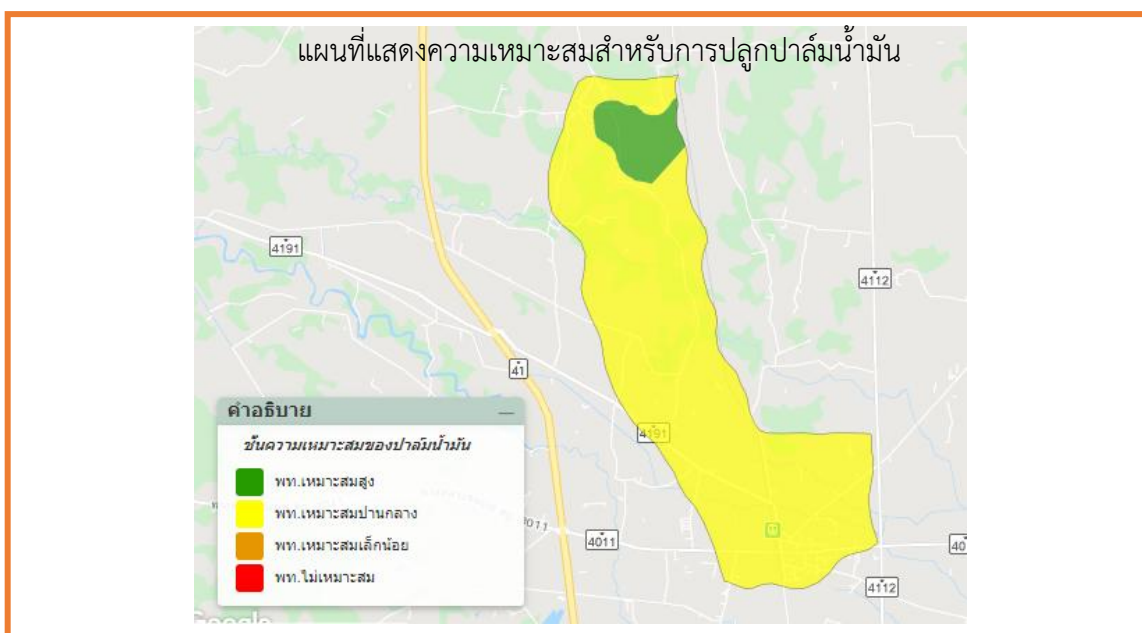 แผนที่แสดงความเหมาะสมสำหรับการปลูกปาล์มน้ำมัน
4191
4112
41
คำอธิบาย
ชั้นความเหมาะสมของปาล์มน้ำมัน
พท.เหมาะสมสูง
พท.เหมาะสมปานกลาง
พท.เหมาะสมเล็กน้อย
พท.ไม่เหมาะสม
4191
4011
4112
Google